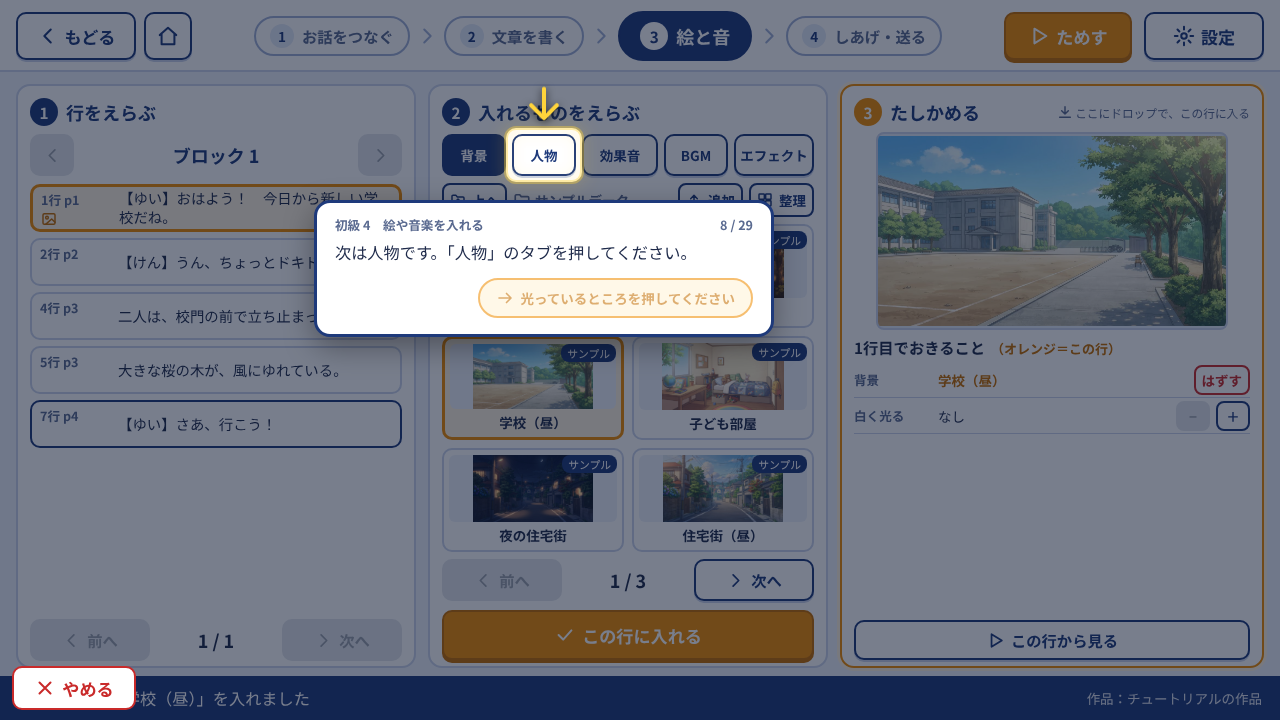 もどる
1 お話をつなぐ
2 文章を書く
3 絵と音
4 しあげ・送る
ためす
設定
1 行をえらぶ
ブロック 1
1行 p1
【ゆい】おはよう！　今日から新しい学
校だね。
2行 p2
【けん】うん、ちょっとドキド
4行 p3
二人は、校門の前で立ち止まっ
5行 p3
大きな桜の木が、風にゆれている。
7行 p4
【ゆい】さあ、行こう！
前へ
1 / 1
次へ
2 入れるものをえらぶ
背景
人物
効果音
BGM
エフェクト
サンプルデータ
追加
整理
初級 4　絵や音楽を入れる
8 / 29
次は人物です。「人物」のタブを押してください。
光っているところを押してください
サンプル
学校（昼）
サンプル
子ども部屋
サンプル
夜の住宅街
サンプル
住宅街（昼）
前へ
1 / 3
次へ
この行に入れる
3 たしかめる
ここにドロップで、この行に入る
1行目でおきること （オレンジ＝この行）
背景
学校（昼）
はずす
白く光る
なし
この行から見る
やめる
学校（昼）」を入れました
作品：チュートリアルの作品